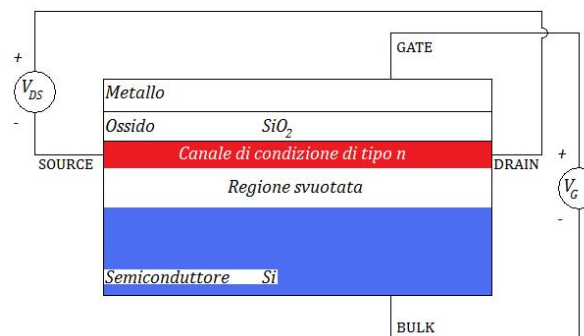 GATE
+
V_DS
-
Metallo
Ossido SiO₂
SOURCE
Canale di condizione di tipo n
DRAIN
Regione svuotata
+
V_G
-
Semiconduttore Si
BULK